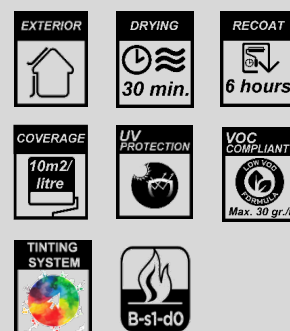 EXTERIOR
DRYING
30 min.
RECOAT
6 hours
COVERAGE
10m2/
litre
UV
PROTECTION
VOC
COMPLIANT
LOW VOC
FORMULA
Max. 30 gr./
TINTING
SYSTEM
B-s1-d0